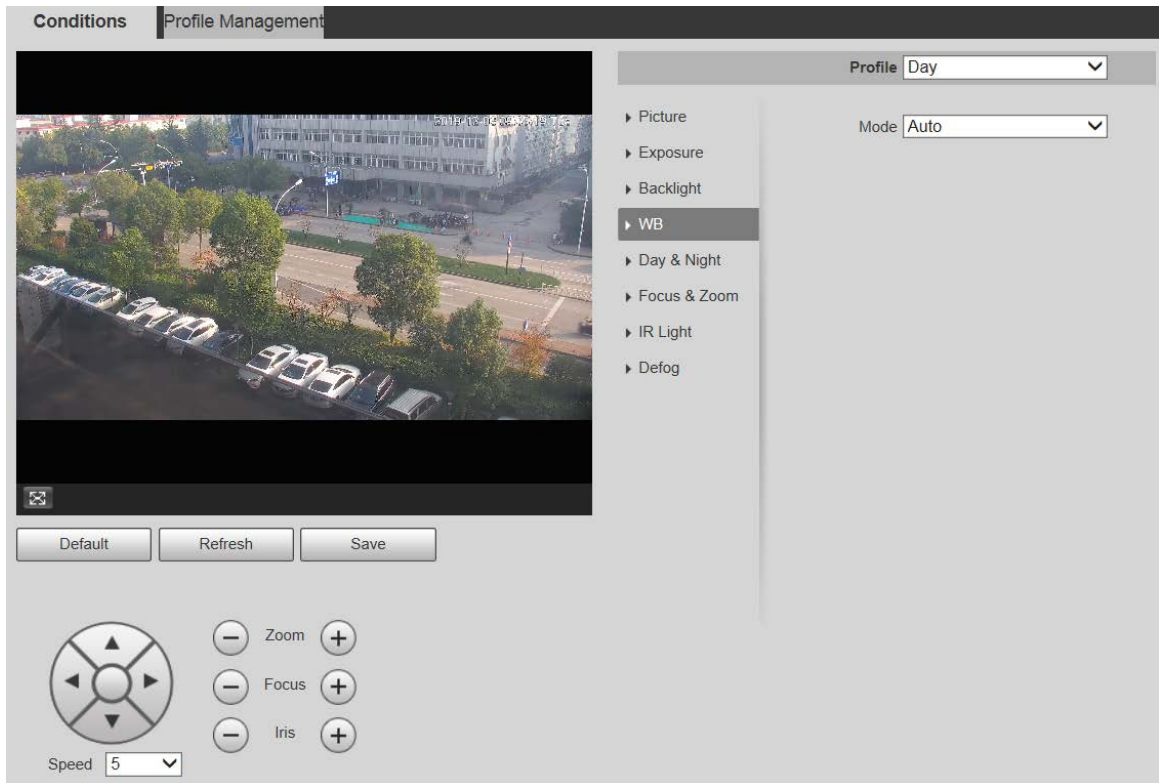 Conditions
Profile Management
Profile Day
Picture
Mode Auto
Exposure
Backlight
WB
Day & Night
Focus & Zoom
IR Light
Defog
Default Refresh Save
Zoom
Focus
Iris
Speed 5